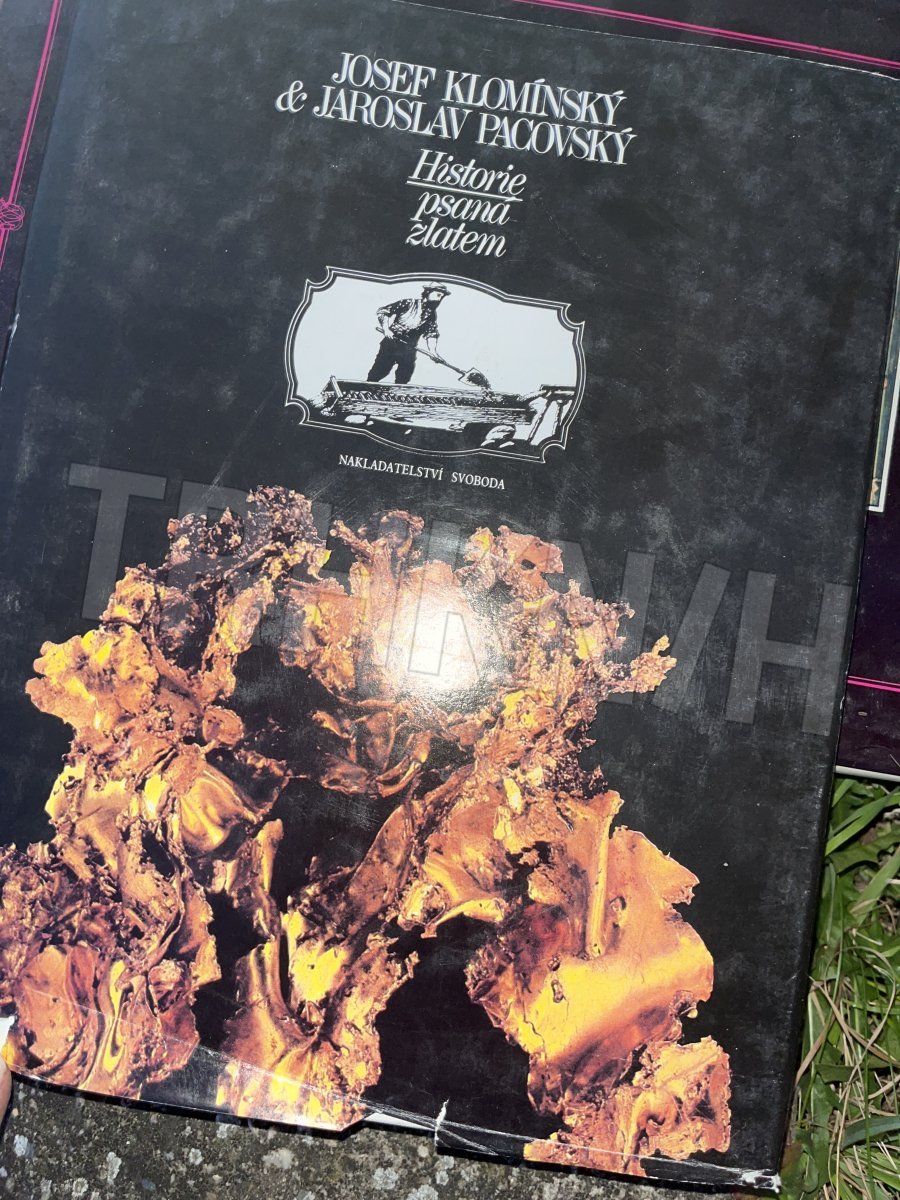 JOSEF KLOMÍNSKÝ
& JAROSLAV PACOVSKÝ
Historie
psaná
zlatem
NAKLADATELSTVÍ SVOBODA